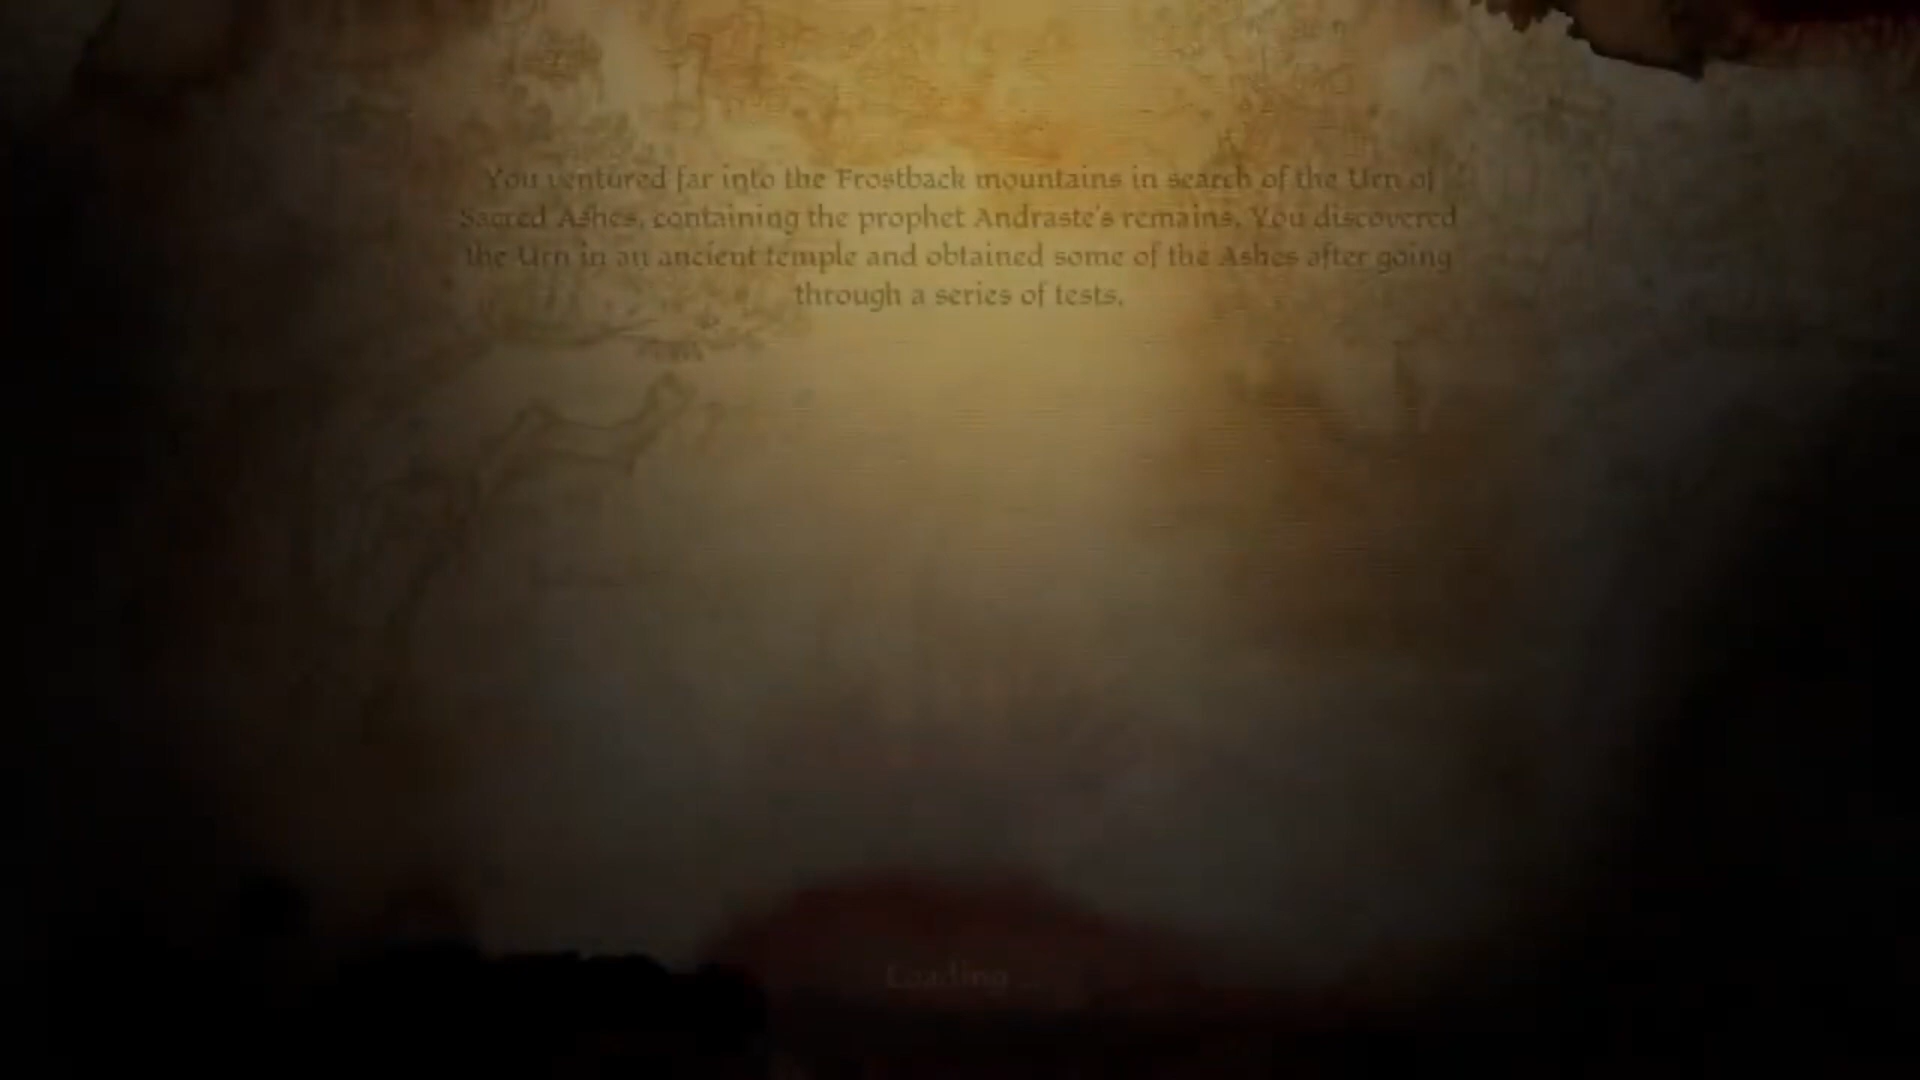 You ventured far into the Frostback mountains in search of the Urn of
Sacred Ashes, containing the prophet Andraste's remains. You discovered
the Urn in an ancient temple and obtained some of the Ashes after going
through a series of tests.
Loading ...